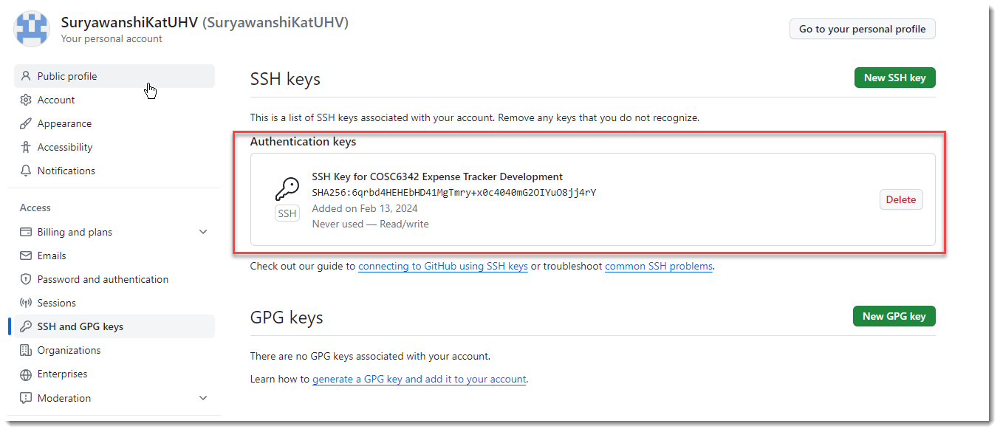 SuryawanshiKatUHV (SuryawanshiKatUHV)
Your personal account
Go to your personal profile
Public profile
Account
Appearance
Accessibility
Notifications
Access
Billing and plans
Emails
Password and authentication
Sessions
SSH and GPG keys
Organizations
Enterprises
Moderation
SSH keys
New SSH key
This is a list of SSH keys associated with your account. Remove any keys that you do not recognize.
Authentication keys
SSH Key for COSC6342 Expense Tracker Development
SHA256:6qrbd4HEHEbHD41MgTmry+x0c4040mG2OIYuO8jj4rY
SSH
Added on Feb 13, 2024
Never used — Read/write
Delete
Check out our guide to connecting to GitHub using SSH keys or troubleshoot common SSH problems.
GPG keys
New GPG key
There are no GPG keys associated with your account.
Learn how to generate a GPG key and add it to your account.